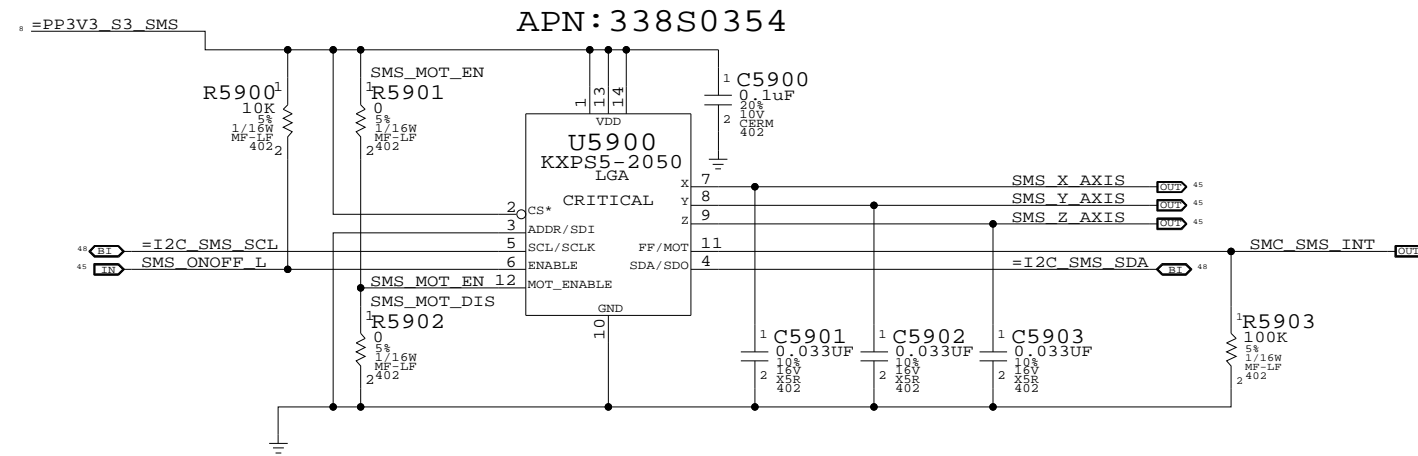 APN:338S0354
8 =PP3V3_S3_SMS
SMS_MOT_EN
1 R5900
10K
5%
1/16W
MF-LF
402
2
1 R5901
0
5%
1/16W
MF-LF
402
2
1 13 14
VDD
U5900
KXPS5-2050
LGA
CRITICAL
1 C5900
0.1uF
20%
10V
CERM
402
2
2 CS*
3 ADDR/SDI
5 SCL/SCLK
6 ENABLE
12 MOT_ENABLE
X 7
Y 8
Z 9
FF/MOT 11
SDA/SDO 4
GND
10
SMS_X_AXIS OUT 45
SMS_Y_AXIS OUT 45
SMS_Z_AXIS OUT 45
SMC_SMS_INT OUT
=I2C_SMS_SDA BI 48
48 BI =I2C_SMS_SCL
45 IN SMS_ONOFF_L
SMS_MOT_EN
SMS_MOT_DIS
1 R5902
0
5%
1/16W
MF-LF
402
2
1 C5901
0.033UF
10%
16V
X5R
402
2
1 C5902
0.033UF
10%
16V
X5R
402
2
1 C5903
0.033UF
10%
16V
X5R
402
2
1 R5903
100K
5%
1/16W
MF-LF
402
2